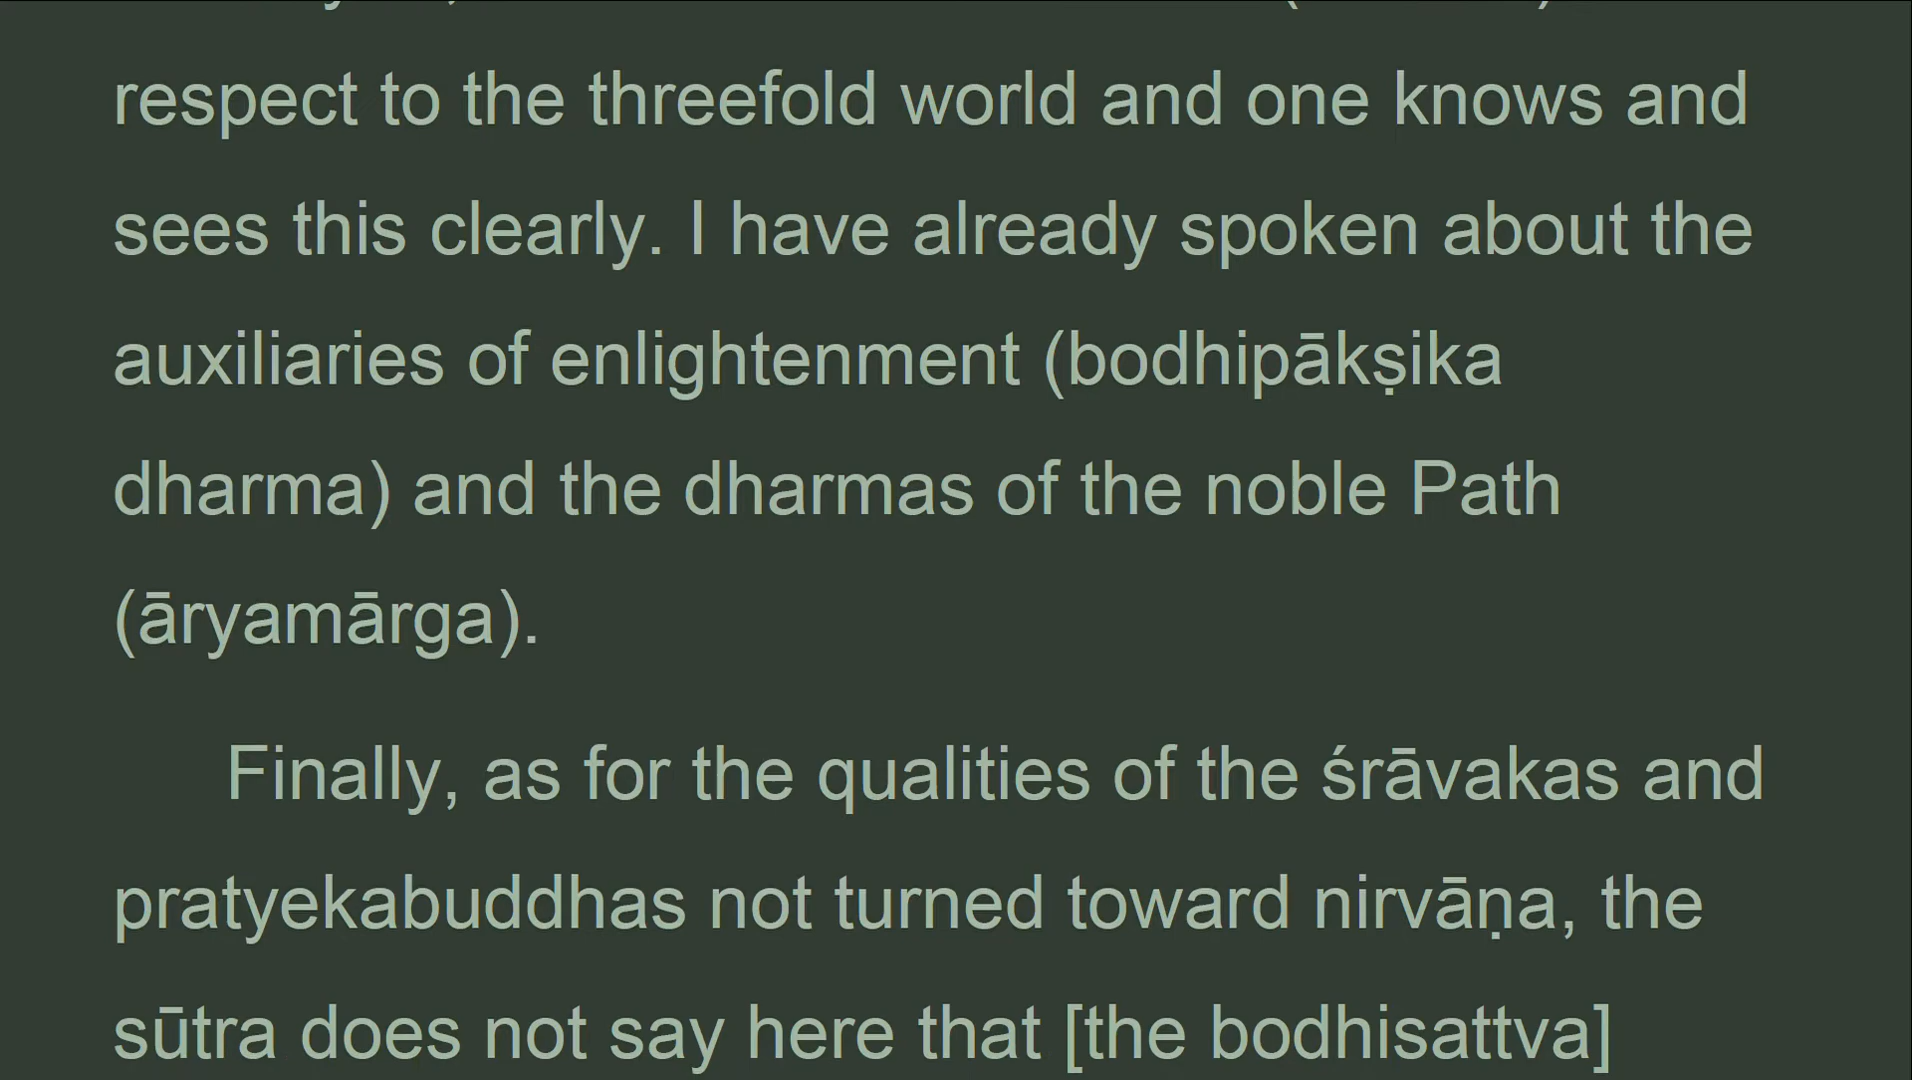 respect to the threefold world and one knows and
sees this clearly. I have already spoken about the
auxiliaries of enlightenment (bodhipākṣika
dharma) and the dharmas of the noble Path
(āryamārga).
Finally, as for the qualities of the śrāvakas and
pratyekabuddhas not turned toward nirvāṇa, the
sūtra does not say here that [the bodhisattva]